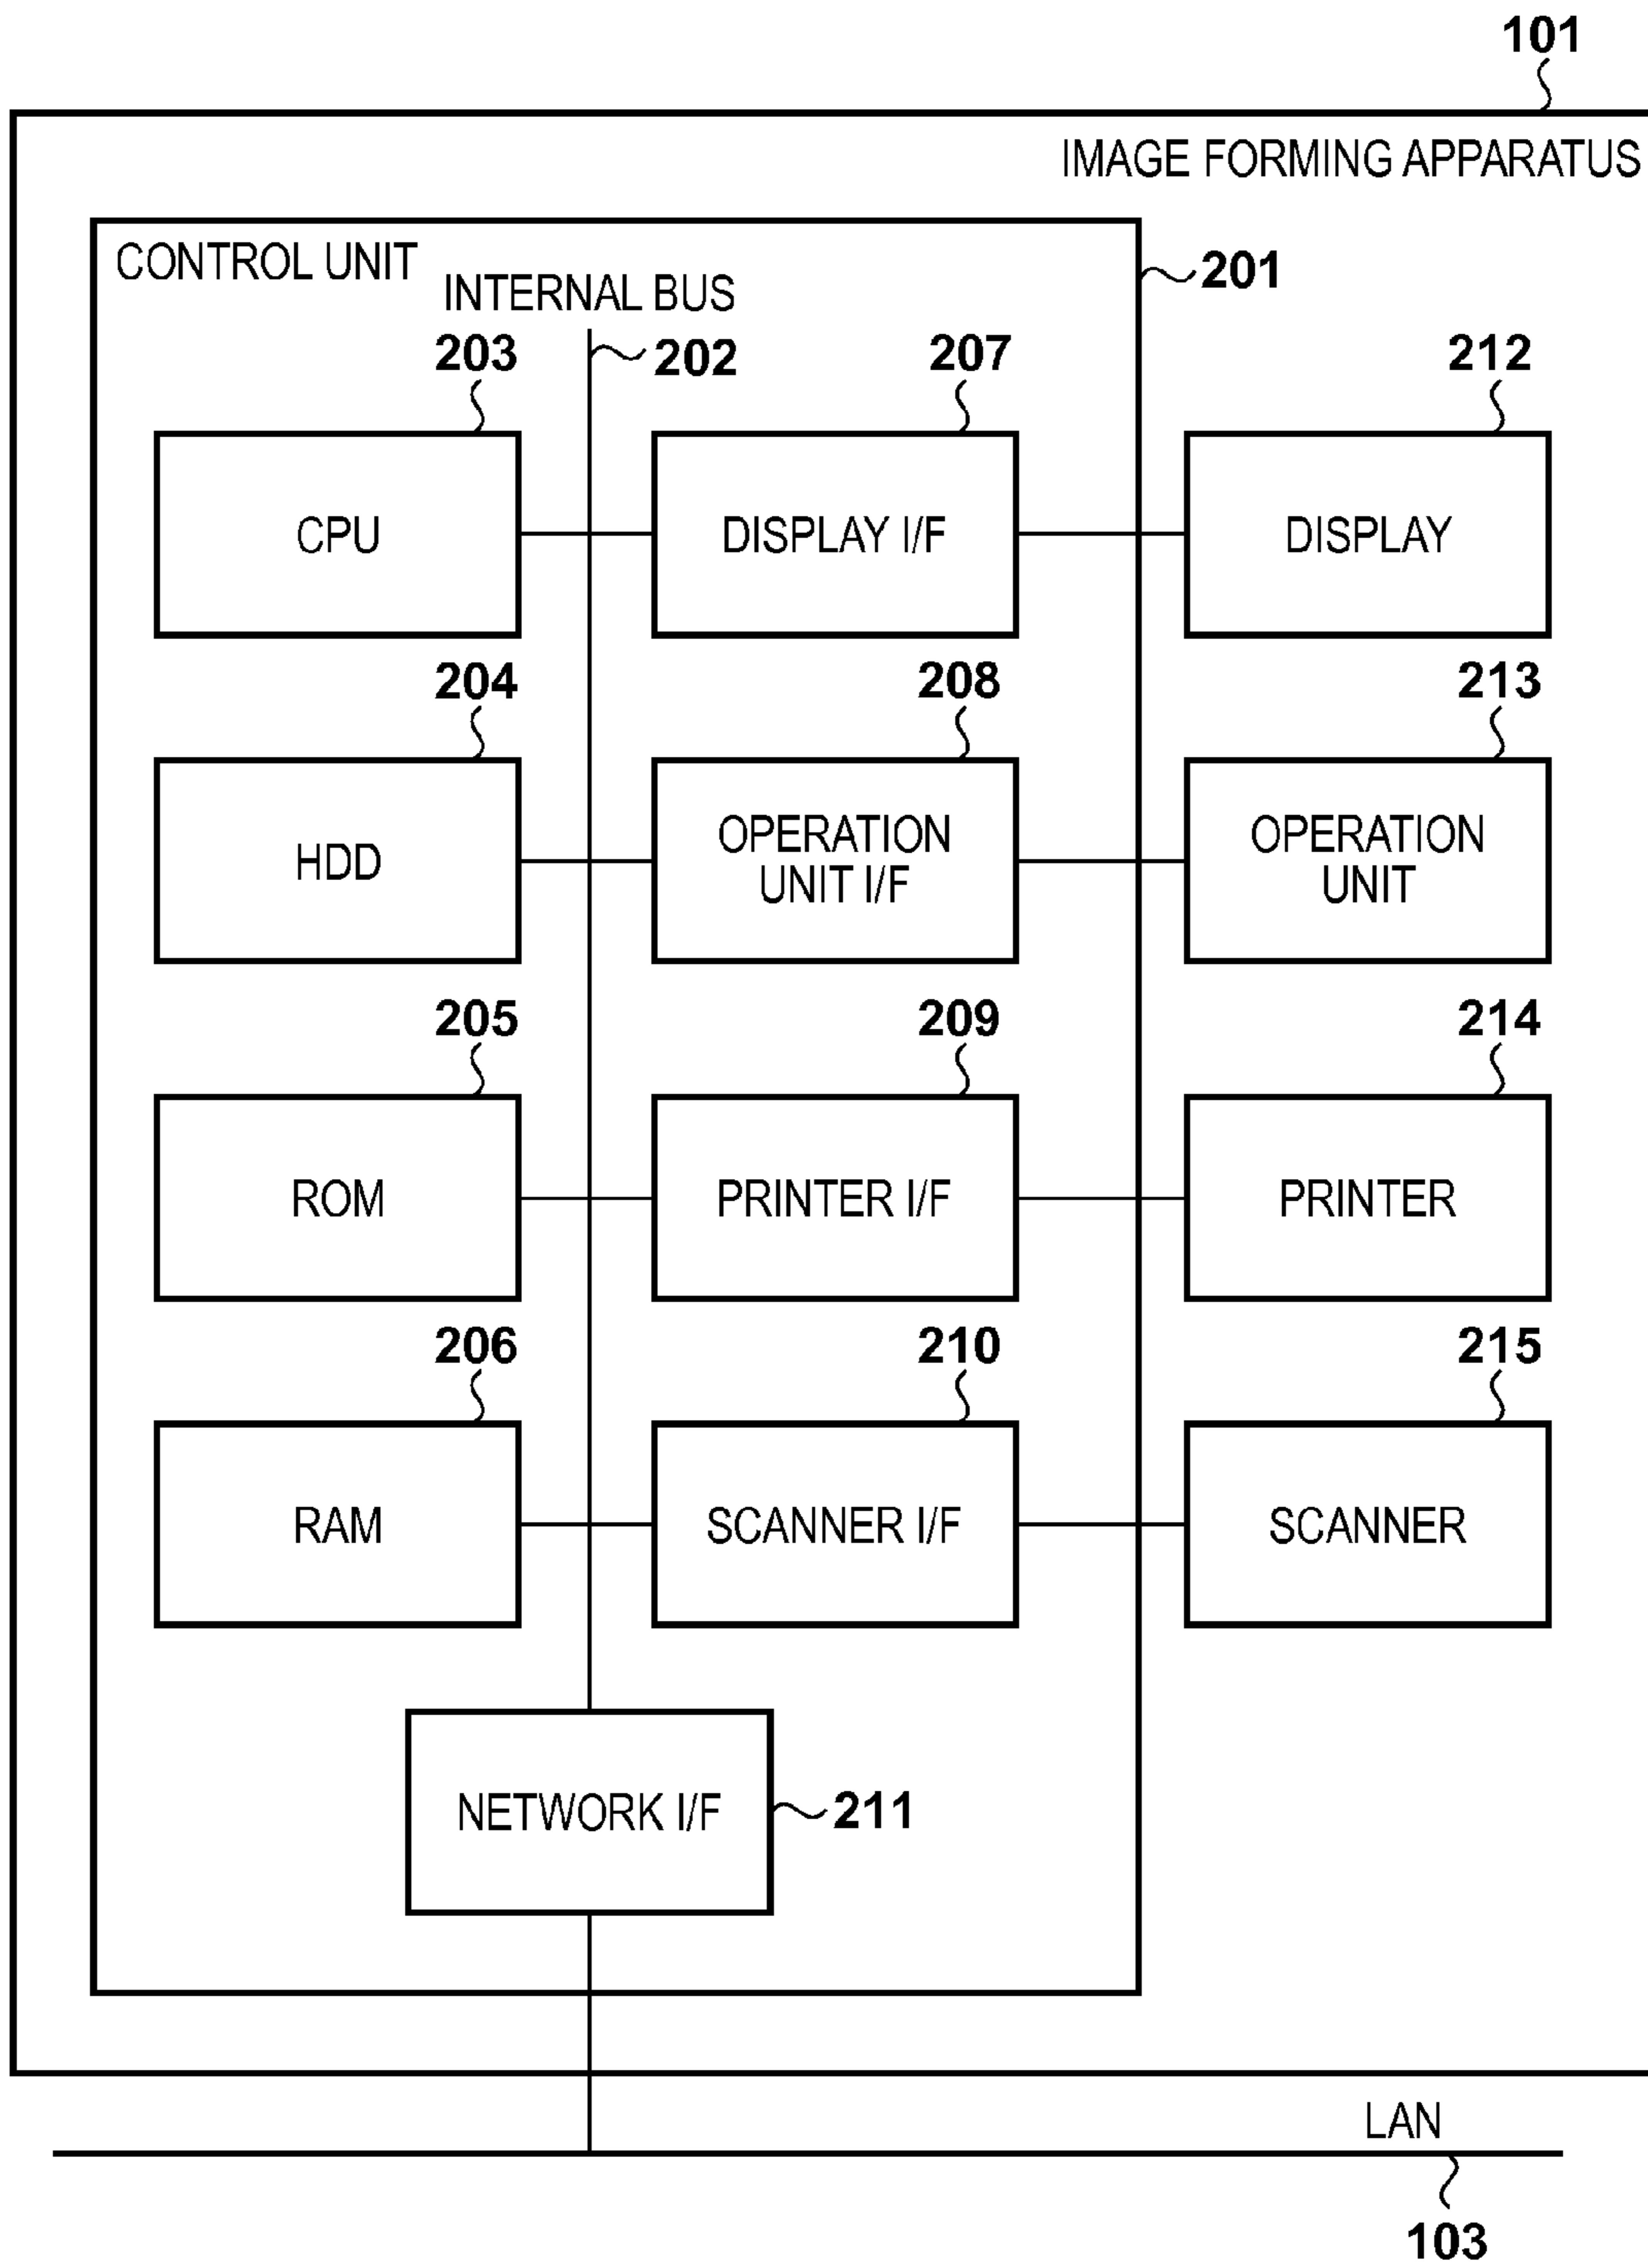 101
IMAGE FORMING APPARATUS
CONTROL UNIT
201
INTERNAL BUS
202
203
207
212
CPU
DISPLAY I/F
DISPLAY
204
208
213
HDD
OPERATION
UNIT I/F
OPERATION
UNIT
205
209
214
ROM
PRINTER I/F
PRINTER
206
210
215
RAM
SCANNER I/F
SCANNER
NETWORK I/F
211
LAN
103